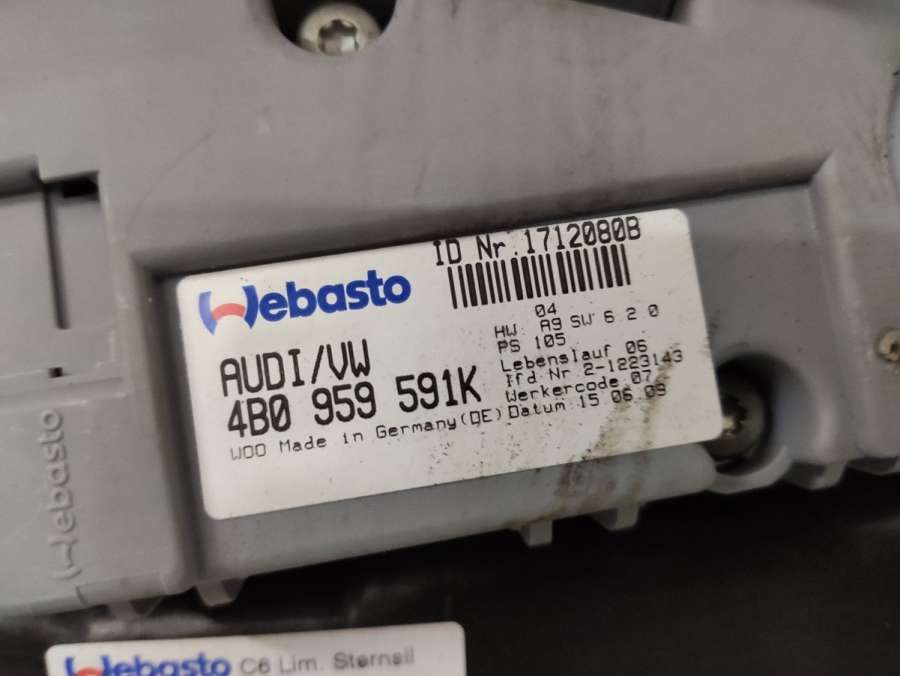 Webasto
ID Nr 1712080B
AUDI/VW
4B0 959 591K
04
HW A9 SW 6 2 0
PS 105
Lebenslauf 06
lfd Nr 2-1223143
Werkercode 07
W00 Made in Germany(DE) Datum 15 06 09
Webasto
Webasto C6 Lim. Sternsil